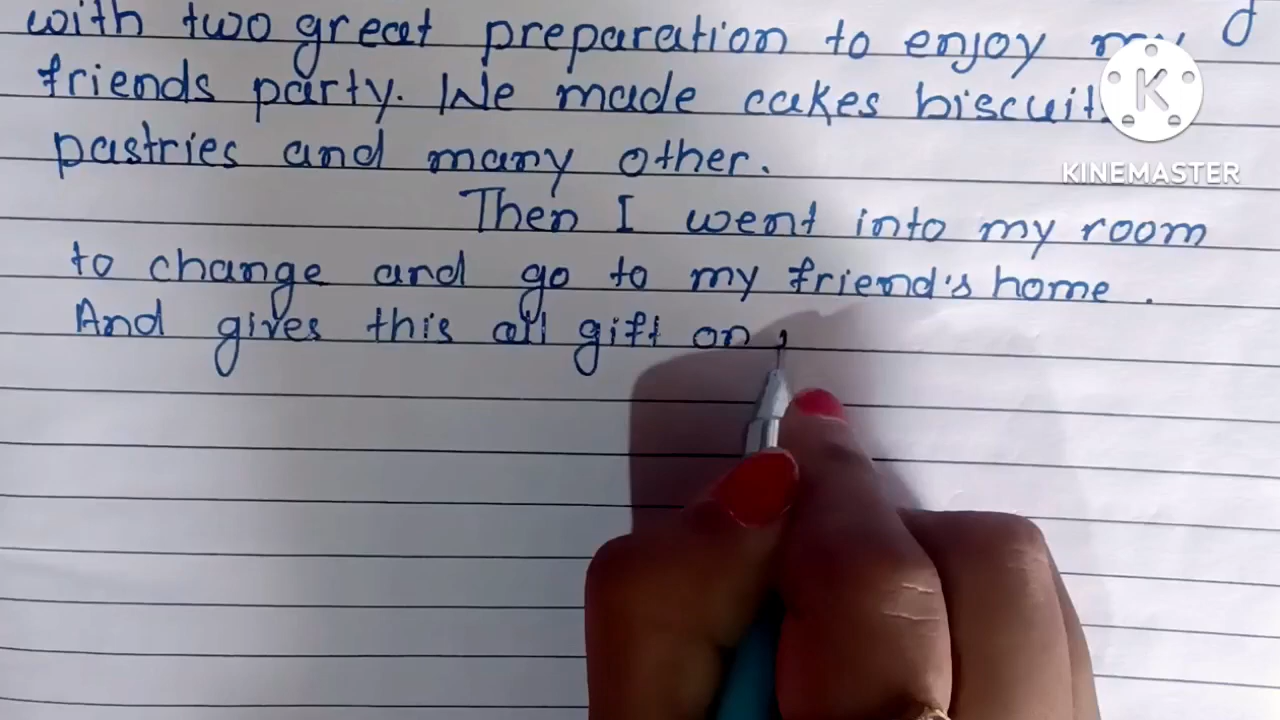 with two great preparation to enjoy my
friends party. We made cakes biscuits
pastries and many other.
Then I went into my room
to change and go to my friend's home.
And gives this all gift on
K
KINEMASTER